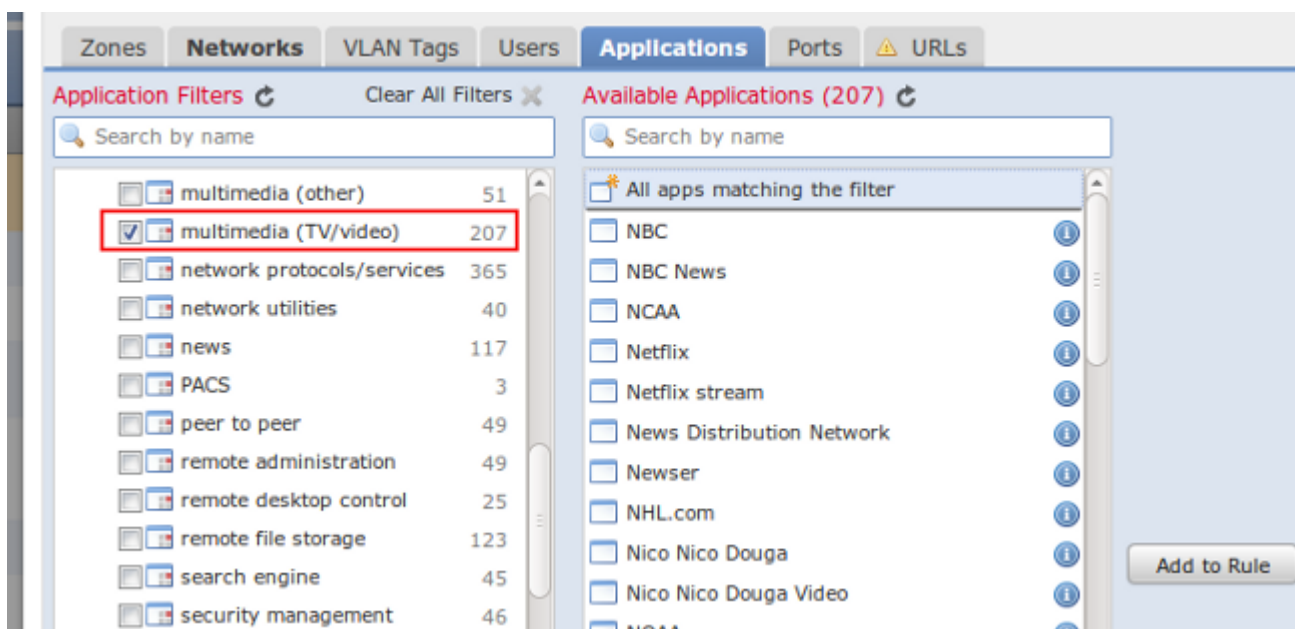 Zones Networks VLAN Tags Users Applications Ports URLs
Application Filters Clear All Filters
Search by name
multimedia (other) 51
multimedia (TV/video) 207
network protocols/services 365
network utilities 40
news 117
PACS 3
peer to peer 49
remote administration 49
remote desktop control 25
remote file storage 123
search engine 45
security management 46
Available Applications (207)
Search by name
All apps matching the filter
NBC
NBC News
NCAA
Netflix
Netflix stream
News Distribution Network
Newser
NHL.com
Nico Nico Douga
Nico Nico Douga Video
Add to Rule